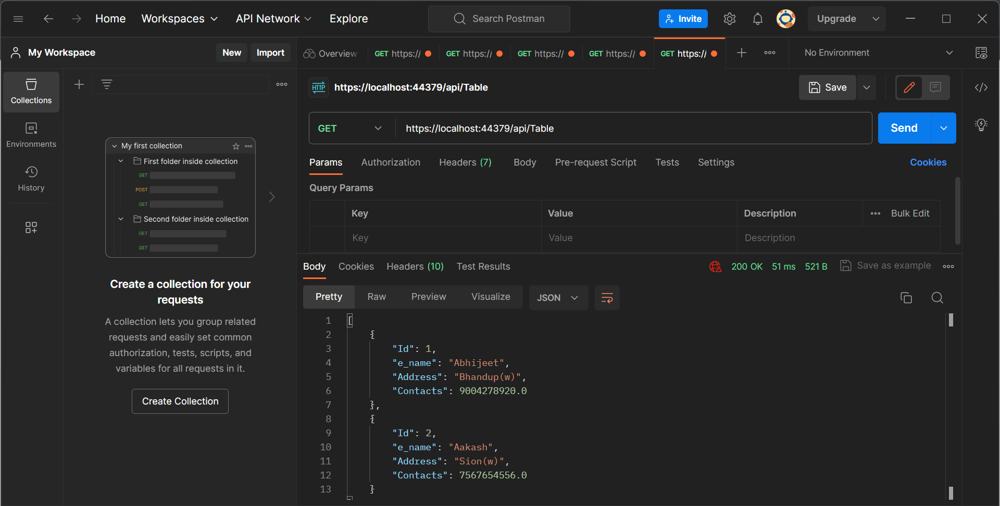 Home Workspaces API Network Explore Search Postman Invite Upgrade
My Workspace New Import
Overview GET https:// GET https:// GET https:// GET https:// GET https:// No Environment
Collections
Environments
History
My first collection
First folder inside collection
GET
POST
GET
Second folder inside collection
GET
GET
Create a collection for your
requests
A collection lets you group related
requests and easily set common
authorization, tests, scripts, and
variables for all requests in it.
Create Collection
HTTP https://localhost:44379/api/Table Save
GET https://localhost:44379/api/Table Send
Params Authorization Headers (7) Body Pre-request Script Tests Settings Cookies
Query Params
Key Value Description Bulk Edit
Key Value Description
Body Cookies Headers (10) Test Results 200 OK 51 ms 521 B Save as example
Pretty Raw Preview Visualize JSON
1 [
2 {
3 "Id": 1,
4 "e_name": "Abhijeet",
5 "Address": "Bhandup(w)",
6 "Contacts": 9004278920.0
7 },
8 {
9 "Id": 2,
10 "e_name": "Aakash",
11 "Address": "Sion(w)",
12 "Contacts": 7567654556.0
13 }